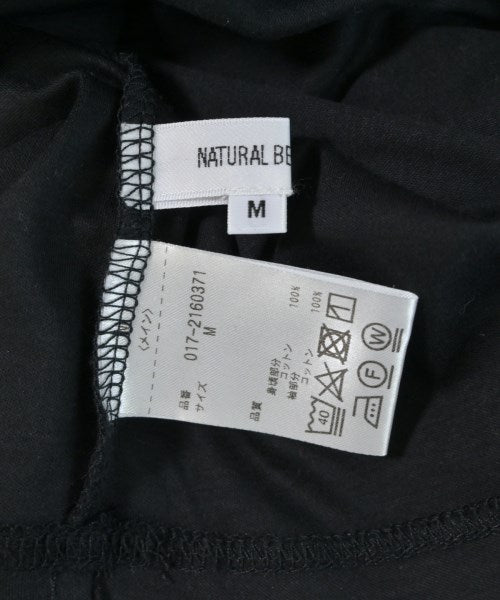 NATURAL BE
M
〈メイン〉
品番 017-2160371
サイズ M
品質
身頃部分
コットン 100%
袖部分
コットン 100%
40
F
W